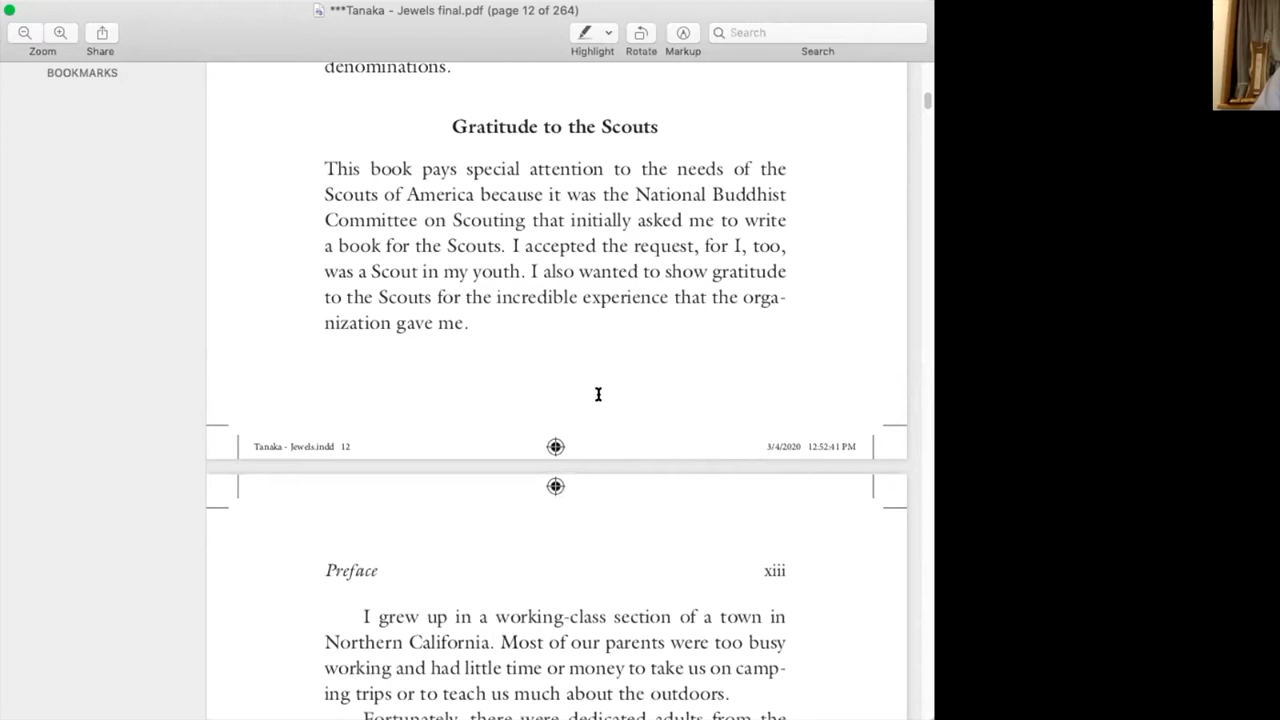 ***Tanaka - Jewels final.pdf (page 12 of 264)
Zoom
Share
Highlight
Rotate
Markup
Search
Search
BOOKMARKS
denominations.
Gratitude to the Scouts
This book pays special attention to the needs of the
Scouts of America because it was the National Buddhist
Committee on Scouting that initially asked me to write
a book for the Scouts. I accepted the request, for I, too,
was a Scout in my youth. I also wanted to show gratitude
to the Scouts for the incredible experience that the orga-
nization gave me.
Tanaka - Jewels.indd 12
3/4/2020 12:52:41 PM
Preface
xiii
I grew up in a working-class section of a town in
Northern California. Most of our parents were too busy
working and had little time or money to take us on camp-
ing trips or to teach us much about the outdoors.
Fortunately, there were dedicated adults from the